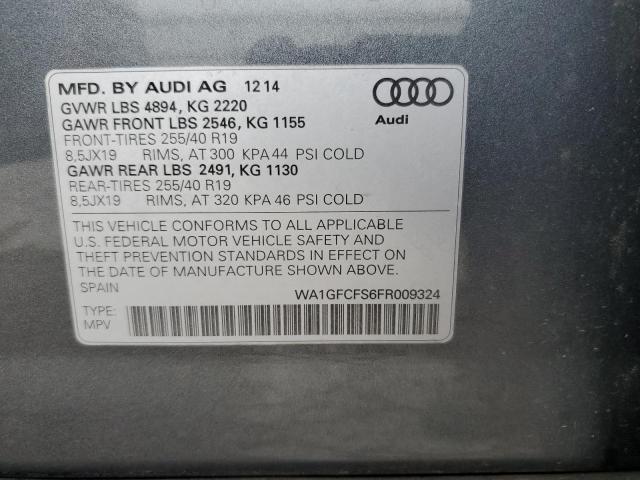 MFD. BY AUDI AG 12 14
GVWR LBS 4894, KG 2220
GAWR FRONT LBS 2546, KG 1155
FRONT-TIRES 255/40 R19
8,5JX19 RIMS, AT 300 KPA 44 PSI COLD
GAWR REAR LBS 2491, KG 1130
REAR-TIRES 255/40 R19
8,5JX19 RIMS, AT 320 KPA 46 PSI COLD
Audi
THIS VEHICLE CONFORMS TO ALL APPLICABLE
U.S. FEDERAL MOTOR VEHICLE SAFETY AND
THEFT PREVENTION STANDARDS IN EFFECT ON
THE DATE OF MANUFACTURE SHOWN ABOVE.
SPAIN WA1GFCFS6FR009324
TYPE:
MPV